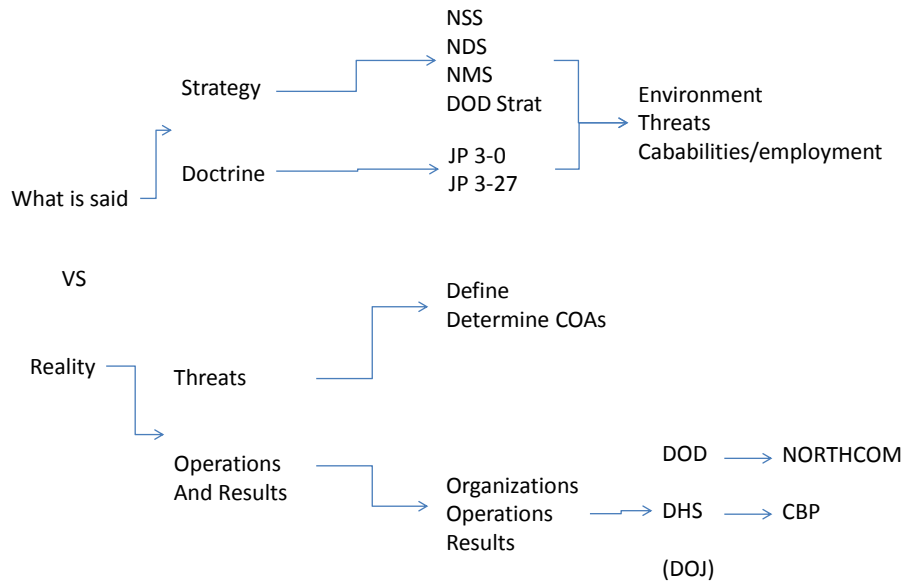 NSS
NDS
NMS
DOD Strat
Strategy
Environment
Threats
Cababilities/employment
JP 3-0
JP 3-27
Doctrine
What is said
VS
Define
Determine COAs
Reality
Threats
Operations
And Results
Organizations
Operations
Results
DOD
NORTHCOM
DHS
CBP
(DOJ)